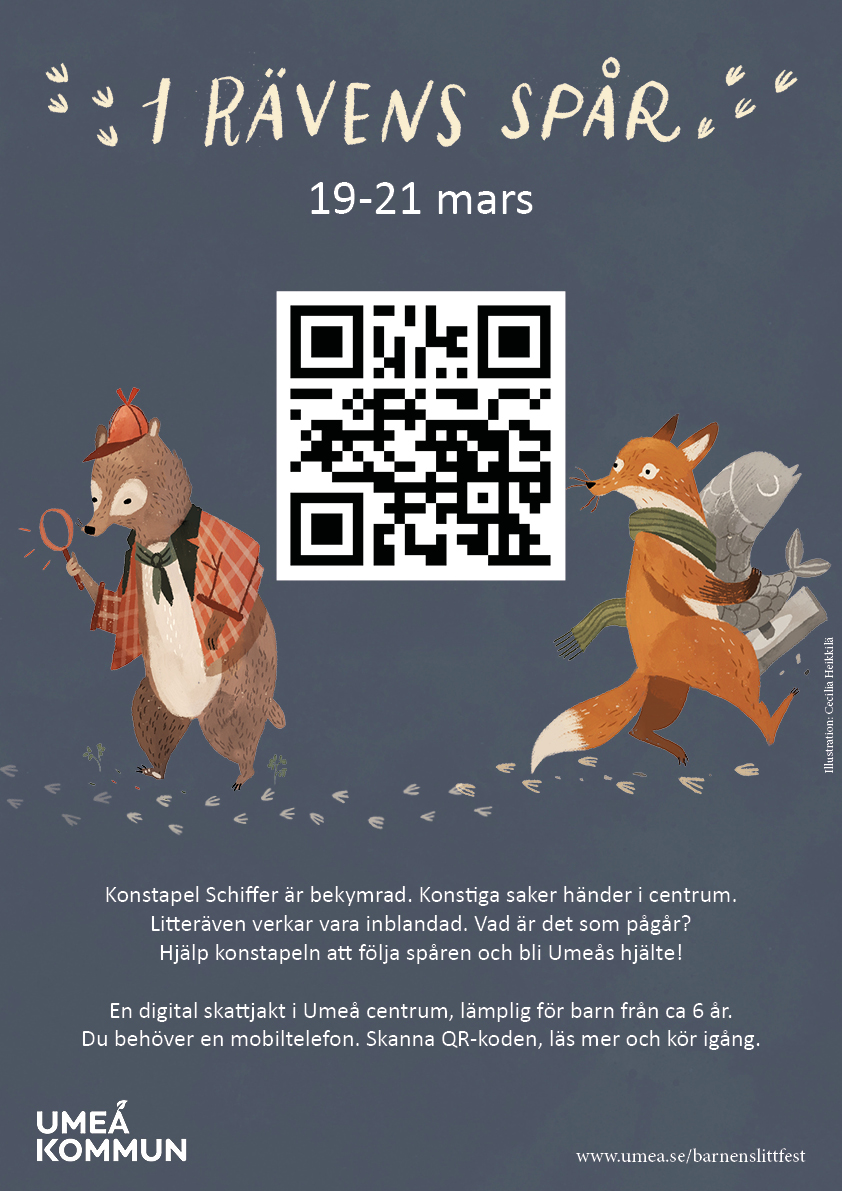 I RÄVENS SPÅR
19-21 mars
Illustration: Cecilia Heikkilä
Konstapel Schiffer är bekymrad. Konstiga saker händer i centrum.
Litteräven verkar vara inblandad. Vad är det som pågår?
Hjälp konstapeln att följa spåren och bli Umeås hjälte!
En digital skattjakt i Umeå centrum, lämplig för barn från ca 6 år.
Du behöver en mobiltelefon. Skanna QR-koden, läs mer och kör igång.
UMEÅ
KOMMUN
www.umea.se/barnenslittfest